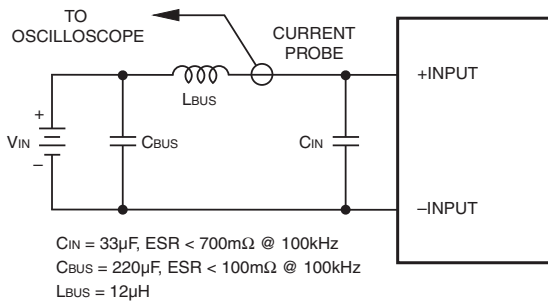 TO
OSCILLOSCOPE
CURRENT
PROBE
+INPUT
LBUS
+
VIN
CBUS
CIN
–
–INPUT
CIN = 33µF, ESR < 700mΩ @ 100kHz
CBUS = 220µF, ESR < 100mΩ @ 100kHz
LBUS = 12µH